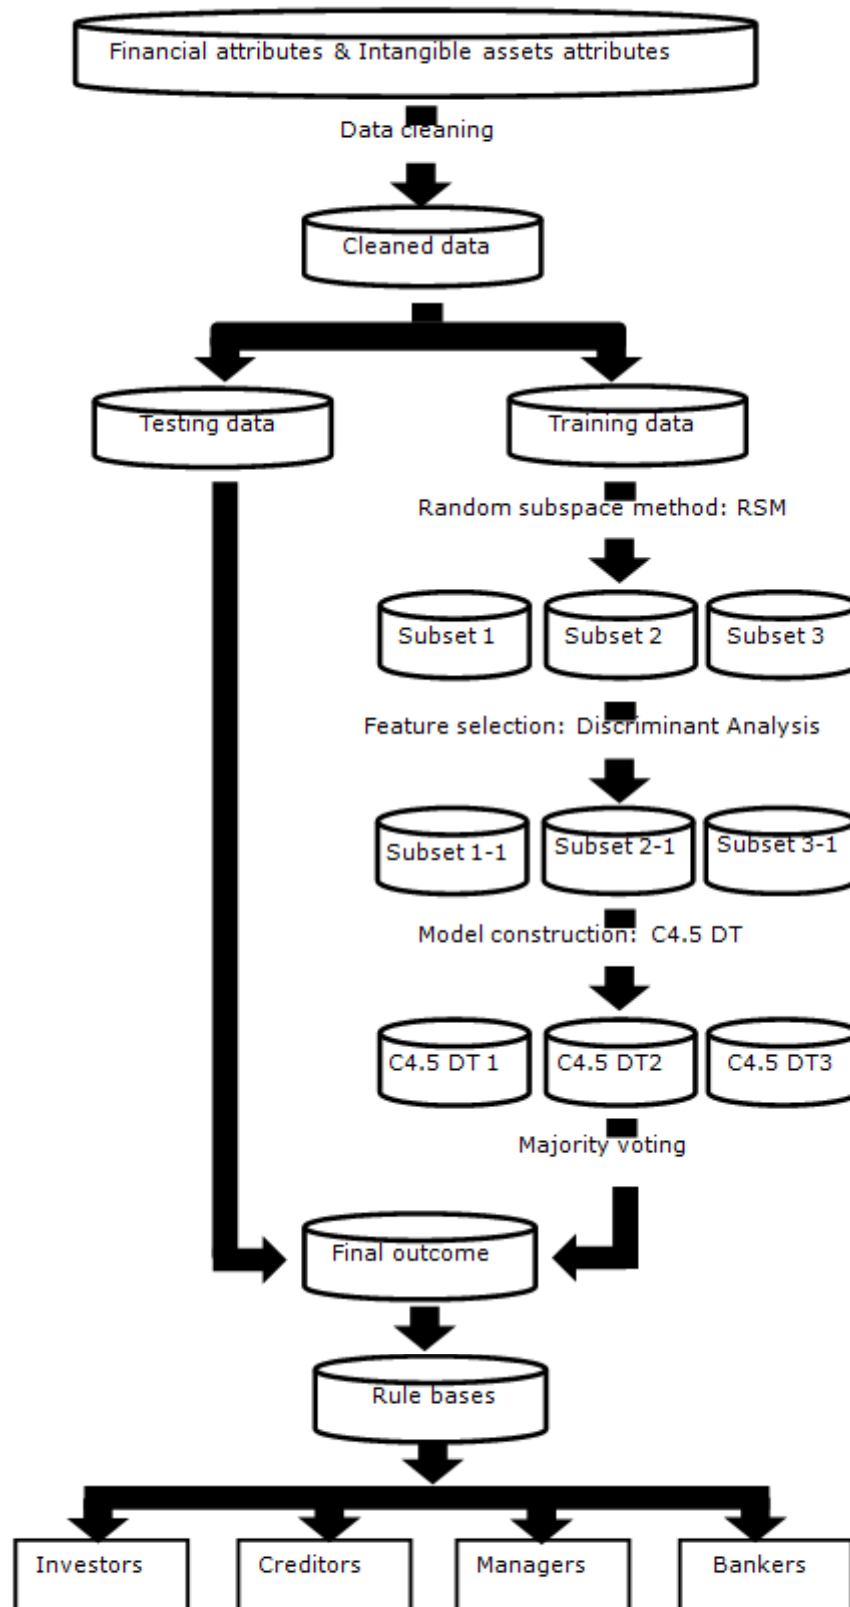 Financial attributes & Intangible assets attributes
Data cleaning
Cleaned data
Testing data
Training data
Random subspace method: RSM
Subset 1
Subset 2
Subset 3
Feature selection: Discriminant Analysis
Subset 1-1
Subset 2-1
Subset 3-1
Model construction: C4.5 DT
C4.5 DT 1
C4.5 DT2
C4.5 DT3
Majority voting
Final outcome
Rule bases
Investors
Creditors
Managers
Bankers